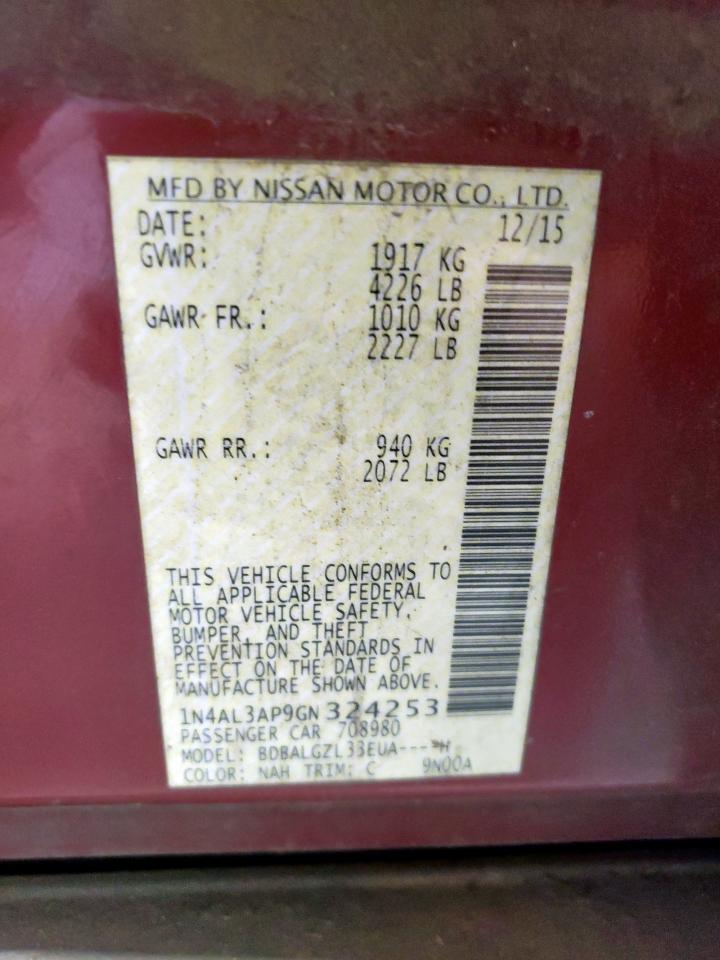 MFD BY NISSAN MOTOR CO., LTD.
DATE: 12/15
GVWR: 1917 KG
4226 LB
GAWR FR.: 1010 KG
2227 LB
GAWR RR.: 940 KG
2072 LB
THIS VEHICLE CONFORMS TO
ALL APPLICABLE FEDERAL
MOTOR VEHICLE SAFETY,
BUMPER, AND THEFT
PREVENTION STANDARDS IN
EFFECT ON THE DATE OF
MANUFACTURE SHOWN ABOVE.
1N4AL3AP9GN324253
PASSENGER CAR 708980
MODEL: BDBALGZL33EUA----H
COLOR: NAH TRIM: C 9N00A